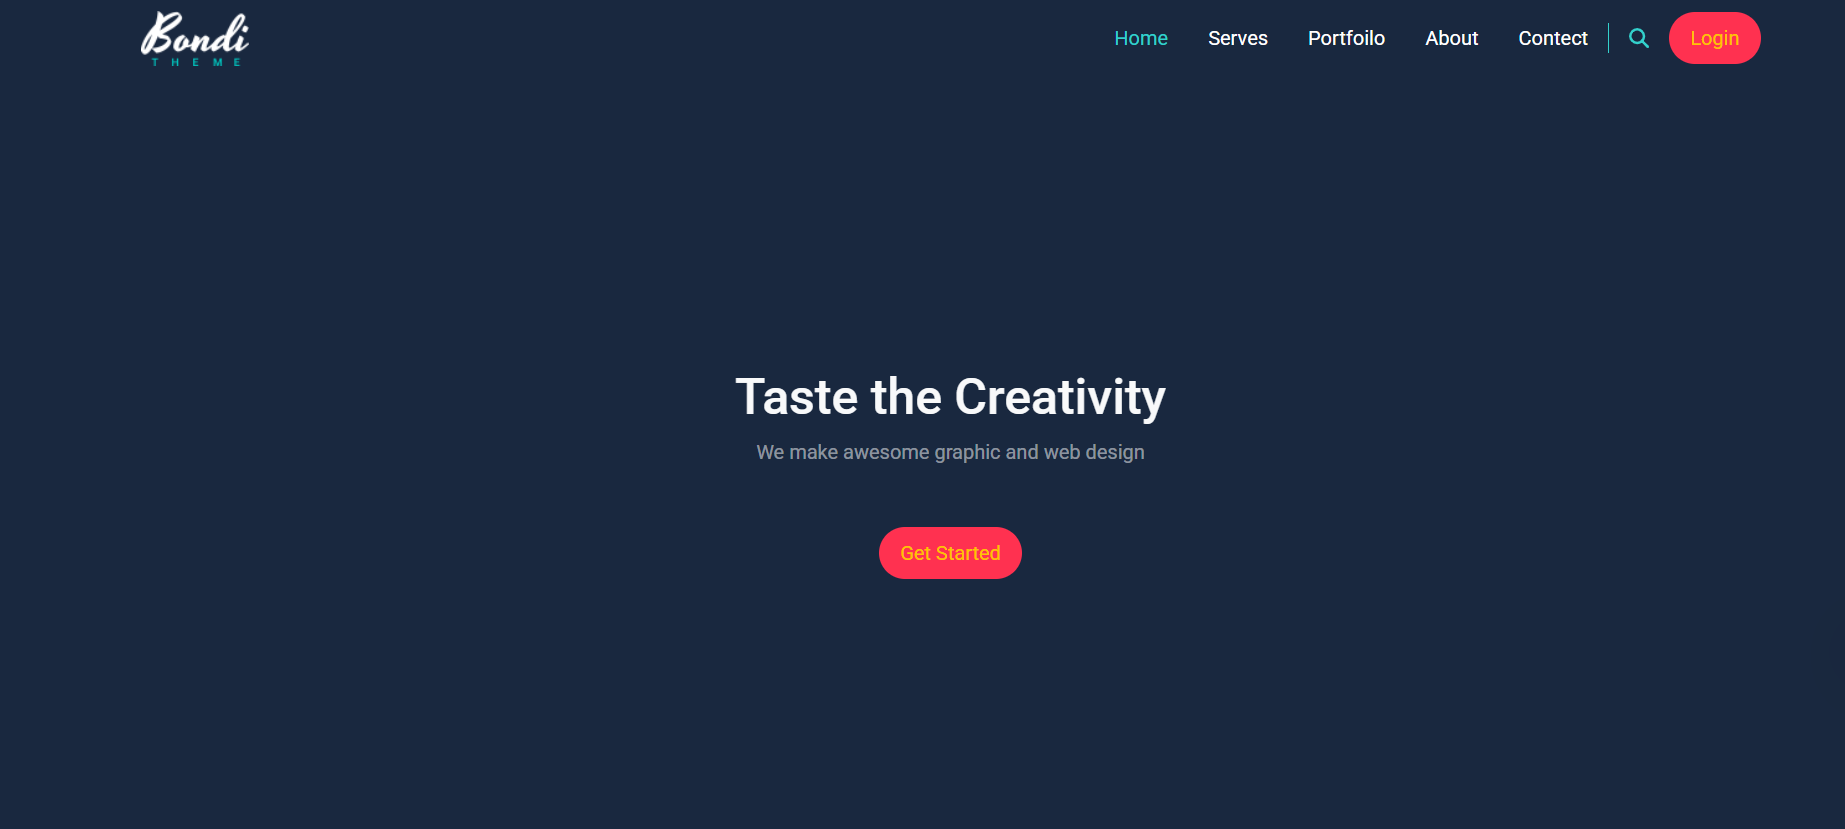 Bondi
THEME
Home Serves Portfoilo About Contect Login
Taste the Creativity
We make awesome graphic and web design
Get Started